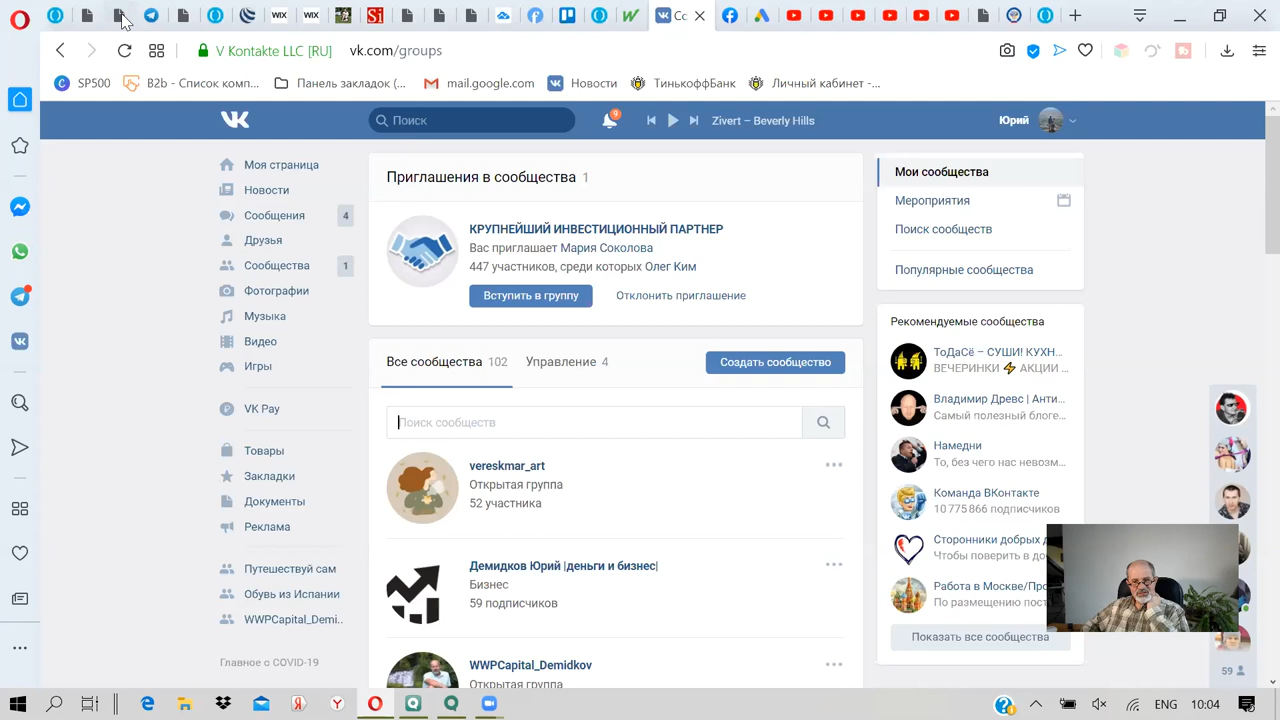 WIX
WIX
Si
Со
V Kontakte LLC [RU]
vk.com/groups
SP500
B2b - Список комп...
Панель закладок (...
mail.google.com
Новости
ТинькоффБанк
Личный кабинет -...
Поиск
9
Zivert – Beverly Hills
Юрий
Моя страница
Новости
Сообщения 4
Друзья
Сообщества 1
Фотографии
Музыка
Видео
Игры
VK Pay
Товары
Закладки
Документы
Реклама
Путешествуй сам
Обувь из Испании
WWPCapital_Demi..
Главное о COVID-19
Приглашения в сообщества 1
КРУПНЕЙШИЙ ИНВЕСТИЦИОННЫЙ ПАРТНЕР
Вас приглашает Мария Соколова
447 участников, среди которых Олег Ким
Вступить в группу
Отклонить приглашение
Все сообщества 102
Управление 4
Создать сообщество
Поиск сообществ
vereskmar_art
Открытая группа
52 участника
Демидков Юрий |деньги и бизнес|
Бизнес
59 подписчиков
WWPCapital_Demidkov
Открытая группа
Мои сообщества
Мероприятия
Поиск сообществ
Популярные сообщества
Рекомендуемые сообщества
ТоДаСё – СУШИ! КУХН...
ВЕЧЕРИНКИ ⚡ АКЦИИ ...
Владимир Древс | Анти...
Самый полезный блоге...
Намедни
То, без чего нас невозм...
Команда ВКонтакте
10 775 866 подписчиков
Сторонники добрых д
Чтобы поверить в до
Работа в Москве/Про
По размещению пост
Показать все сообщества
59
ENG
10:04